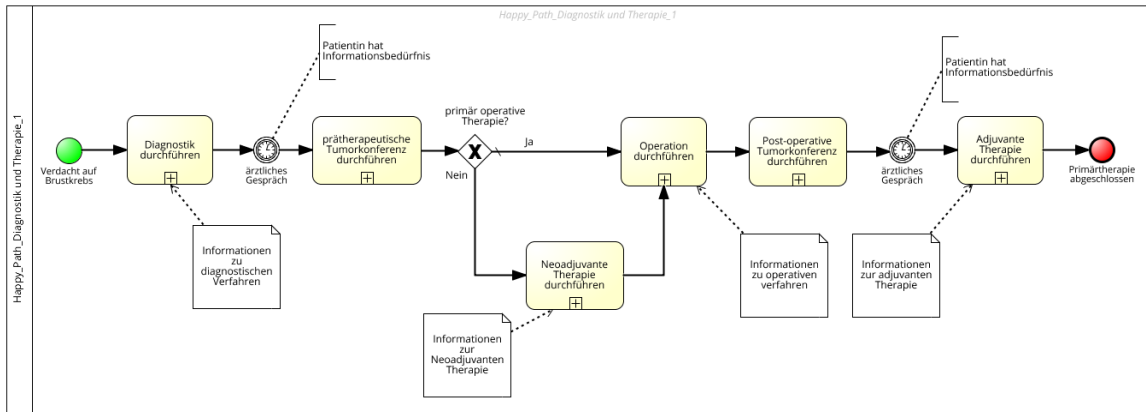 Happy_Path_Diagnostik und Therapie_1
Happy_Path_Diagnostik und Therapie_1
Patientin hat
Informationsbedürfnis
Patientin hat
Informationsbedürfnis
primär operative
Therapie?
Verdacht auf
Brustkrebs
Diagnostik
durchführen
ärztliches
Gespräch
prätherapeutische
Tumorkonferenz
durchführen
Ja
Nein
Operation
durchführen
Post-operative
Tumorkonferenz
durchführen
ärztliches
Gespräch
Adjuvante
Therapie
durchführen
Primärtherapie
abgeschlossen
Informationen
zu
diagnostischen
Verfahren
Neoadjuvante
Therapie
durchführen
Informationen
zu operativen
verfahren
Informationen
zur adjuvanten
Therapie
Informationen
zur
Neoadjuvanten
Therapie